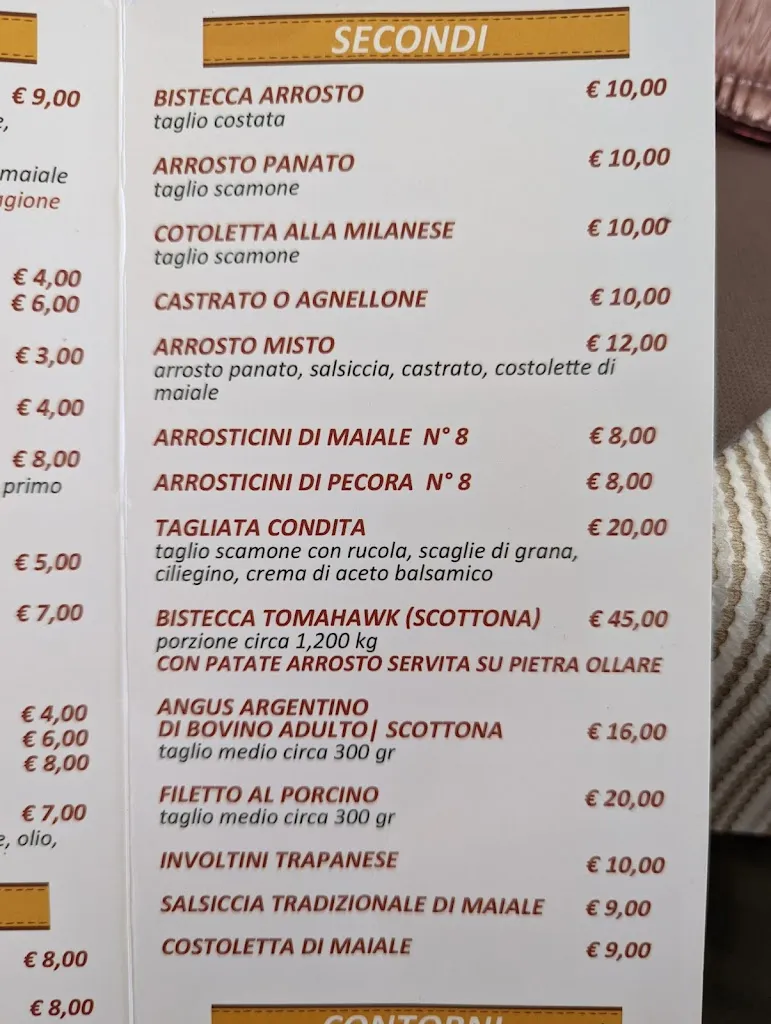 € 9,00
maiale
€ 4,00
€ 6,00
€ 3,00
€ 4,00
€ 8,00
primo
€ 5,00
€ 7,00
€ 4,00
€ 6,00
€ 8,00
€ 7,00
olio,
€ 8,00
€ 8,00
SECONDI
BISTECCA ARROSTO € 10,00
taglio costata
ARROSTO PANATO € 10,00
taglio scamone
COTOLETTA ALLA MILANESE € 10,00
taglio scamone
CASTRATO O AGNELLONE € 10,00
ARROSTO MISTO € 12,00
arrosto panato, salsiccia, castrato, costolette di
maiale
ARROSTICINI DI MAIALE N° 8 € 8,00
ARROSTICINI DI PECORA N° 8 € 8,00
TAGLIATA CONDITA € 20,00
taglio scamone con rucola, scaglie di grana,
ciliegino, crema di aceto balsamico
BISTECCA TOMAHAWK (SCOTTONA) € 45,00
porzione circa 1,200 kg
CON PATATE ARROSTO SERVITA SU PIETRA OLLARE
ANGUS ARGENTINO
DI BOVINO ADULTO| SCOTTONA € 16,00
taglio medio circa 300 gr
FILETTO AL PORCINO € 20,00
taglio medio circa 300 gr
INVOLTINI TRAPANESE € 10,00
SALSICCIA TRADIZIONALE DI MAIALE € 9,00
COSTOLETTA DI MAIALE € 9,00
CONTORNI